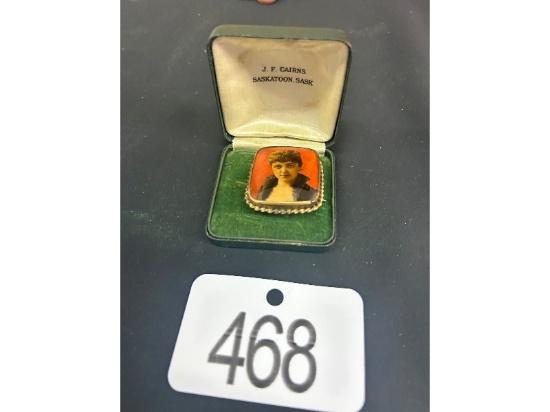 J. F. CAIRNS
SASKATOON, SASK
468